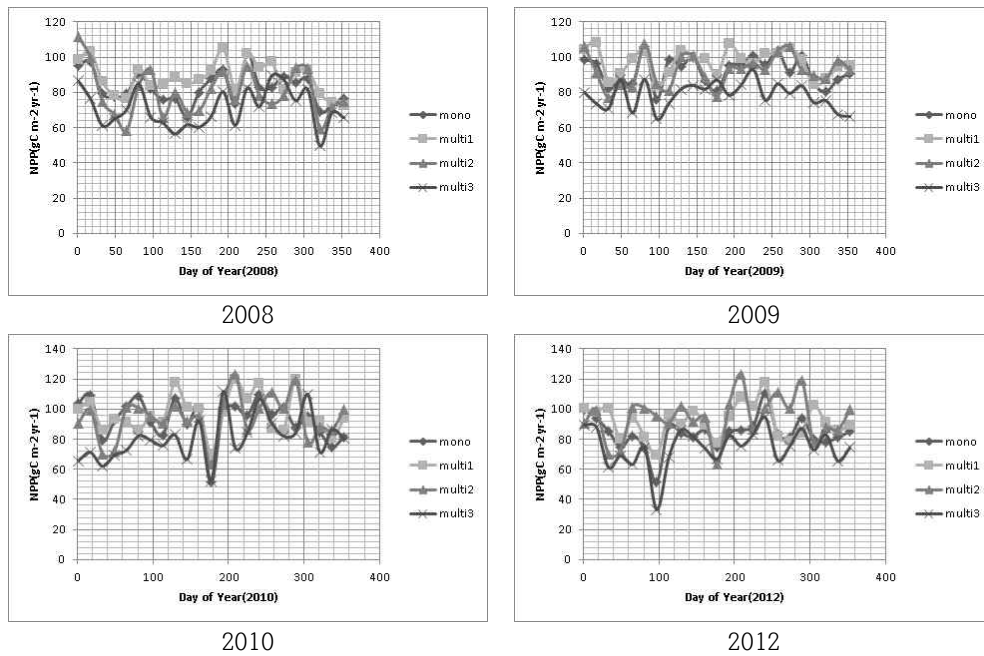 120
100
80
60
40
20
0
NPP(gC m-2 yr-1)
0 50 100 150 200 250 300 350 400
Day of Year(2008)
mono
multi1
multi2
multi3
2008
120
100
80
60
40
20
0
NPP(gC m-2 yr-1)
0 50 100 150 200 250 300 350 400
Day of Year(2009)
mono
multi1
multi2
multi3
2009
140
120
100
80
60
40
20
0
NPP(gC m-2 yr-1)
0 100 200 300 400
Day of Year(2010)
mono
multi1
multi2
multi3
2010
140
120
100
80
60
40
20
0
NPP(gC m-2 yr-1)
0 100 200 300 400
Day of Year(2012)
mono
multi1
multi2
multi3
2012